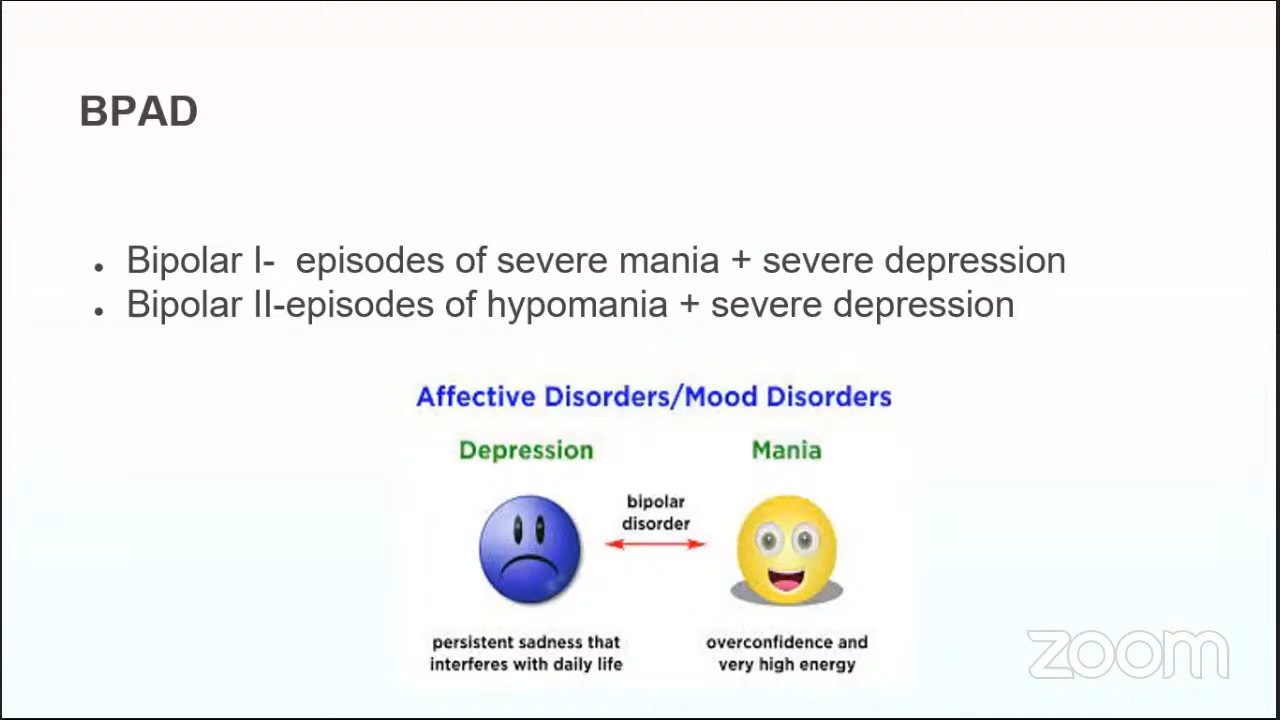 BPAD
• Bipolar I- episodes of severe mania + severe depression
• Bipolar II-episodes of hypomania + severe depression
Affective Disorders/Mood Disorders
Depression
Mania
bipolar
disorder
persistent sadness that
interferes with daily life
overconfidence and
very high energy
zoom